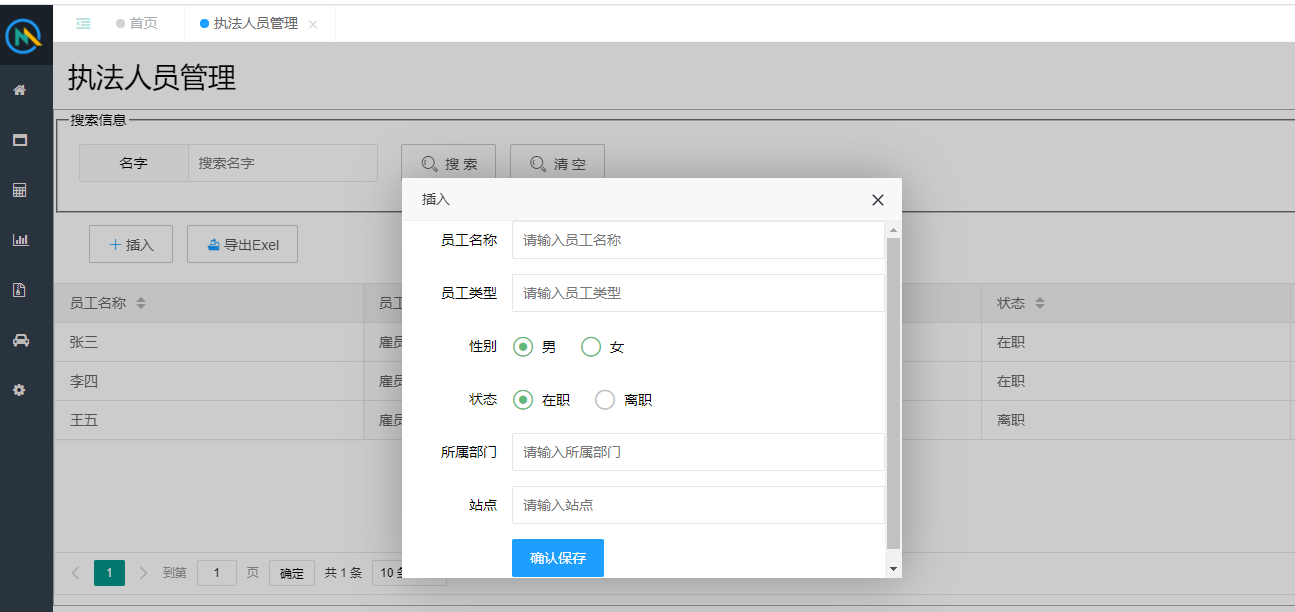 首页 执法人员管理
执法人员管理
搜索信息
名字 搜索名字 搜 索 清 空
插入 导出Exel
员工名称 员工 状态
张三 雇员 在职
李四 雇员 在职
王五 雇员 离职
1 到第 1 页 确定 共 1 条 10 条
插入
员工名称 请输入员工名称
员工类型 请输入员工类型
性别 男 女
状态 在职 离职
所属部门 请输入所属部门
站点 请输入站点
确认保存